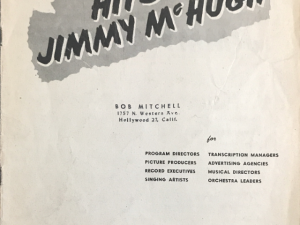 JIMMY McHUGH
BOB MITCHELL
1757 N. Western Ave.
Hollywood 27, Calif.
for
PROGRAM DIRECTORS TRANSCRIPTION MANAGERS
PICTURE PRODUCERS ADVERTISING AGENCIES
RECORD EXECUTIVES MUSICAL DIRECTORS
SINGING ARTISTS ORCHESTRA LEADERS